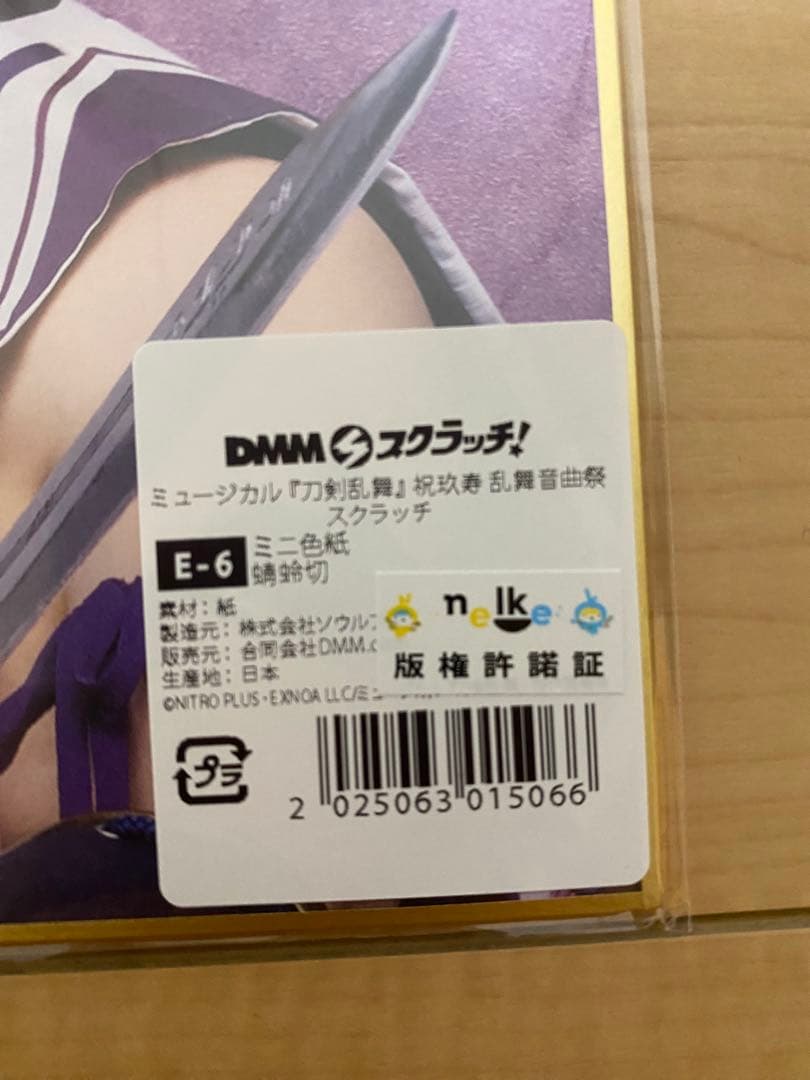 DMM スクラッチ!
ミュージカル『刀剣乱舞』 祝玖寿 乱舞音曲祭
スクラッチ
E-6 ミニ色紙
蜻蛉切
素材：紙
製造元：株式会社ソウル
販売元：合同会社DMM.c
生産地：日本
©NITRO PLUS・EXNOA LLC/ミュー
nelke
版権許諾証
プラ
2 025063 015066